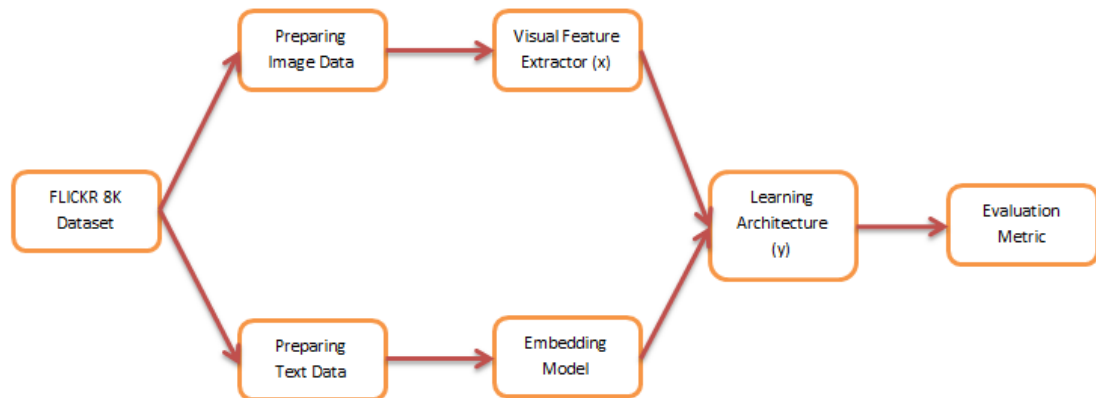 Preparing
Image Data
Visual Feature
Extractor (x)
FLICKR 8K
Dataset
Learning
Architecture
(y)
Evaluation
Metric
Preparing
Text Data
Embedding
Model